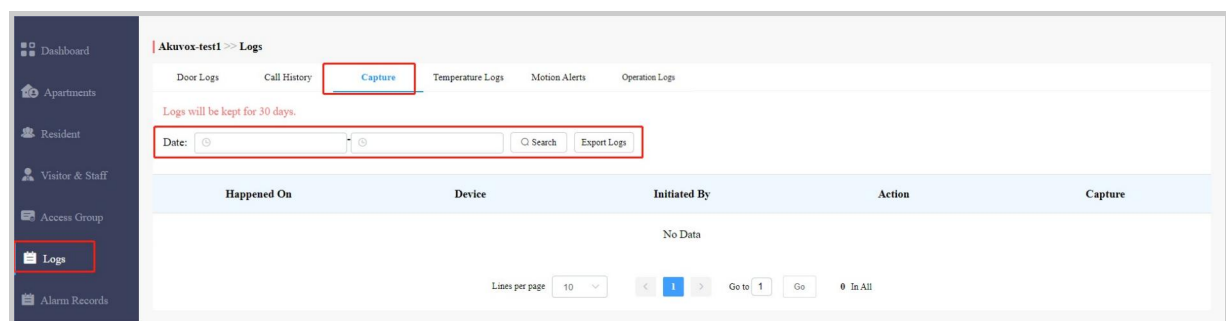 Dashboard
Apartments
Resident
Visitor & Staff
Access Group
Logs
Alarm Records
Akuvox-test1 >> Logs
Door Logs Call History Capture Temperature Logs Motion Alerts Operation Logs
Logs will be kept for 30 days.
Date: - Search Export Logs
Happened On Device Initiated By Action Capture
No Data
Lines per page 10 < 1 > Go to 1 Go 0 In All